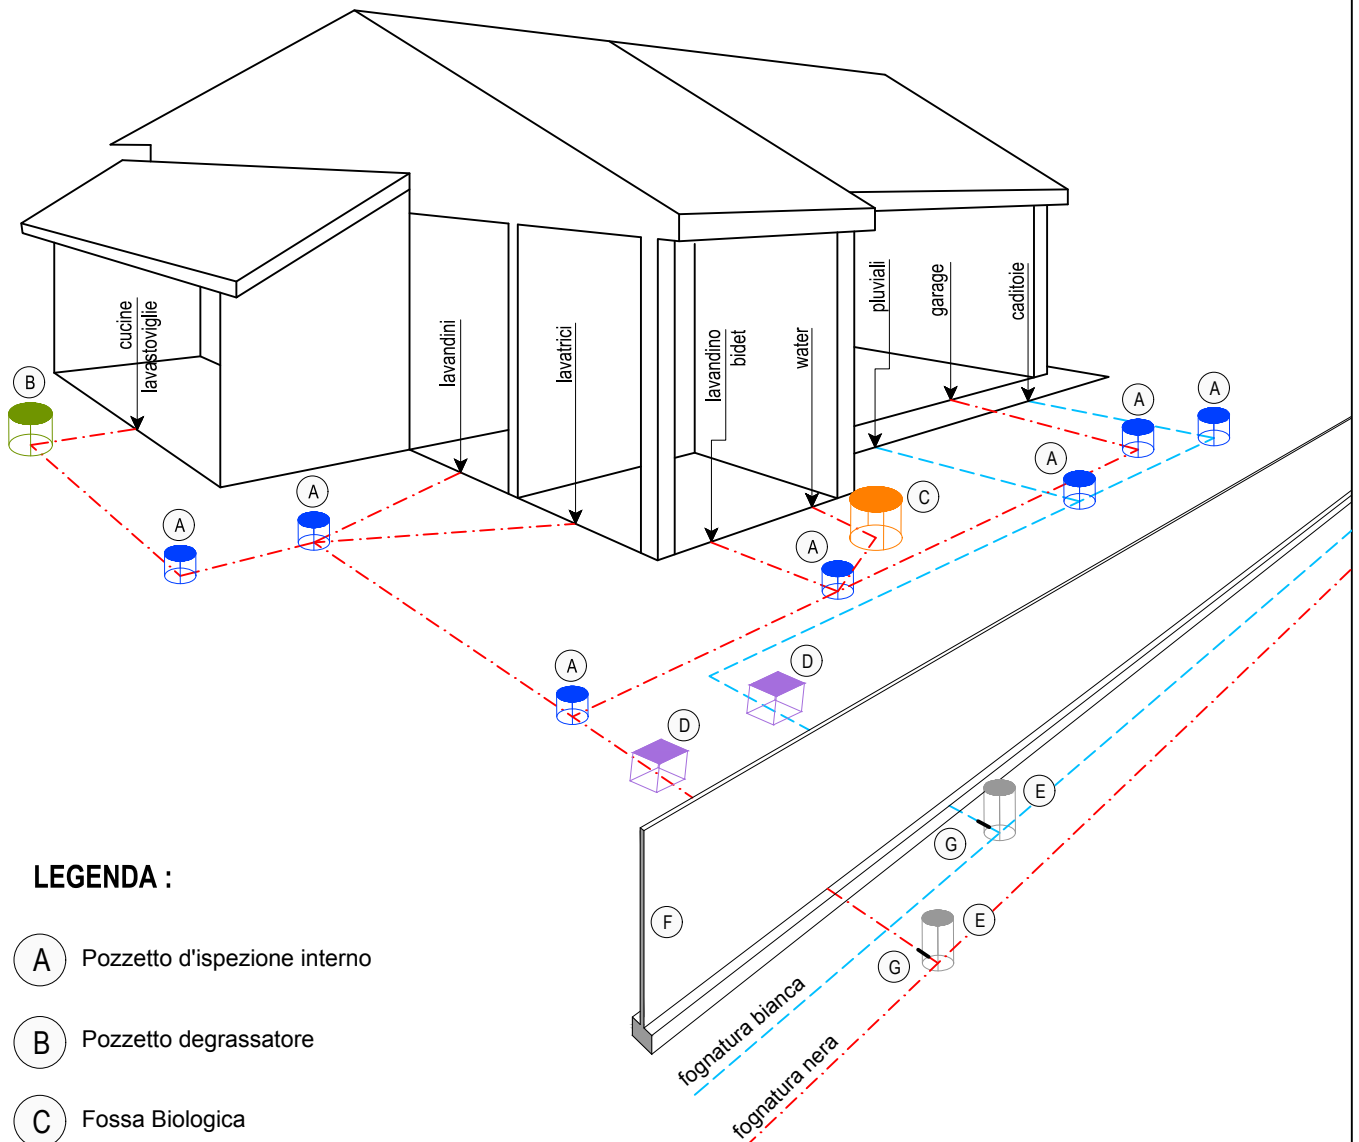 cucine
lavastoviglie
lavandini
lavatrici
lavandino
bidet
water
pluviali
garage
caditoie
B
A
A
A
A
C
A
A
A
D
D
E
G
E
G
F
fognatura bianca
fognatura nera
LEGENDA :
A Pozzetto d'ispezione interno
B Pozzetto degrassatore
C Fossa Biologica